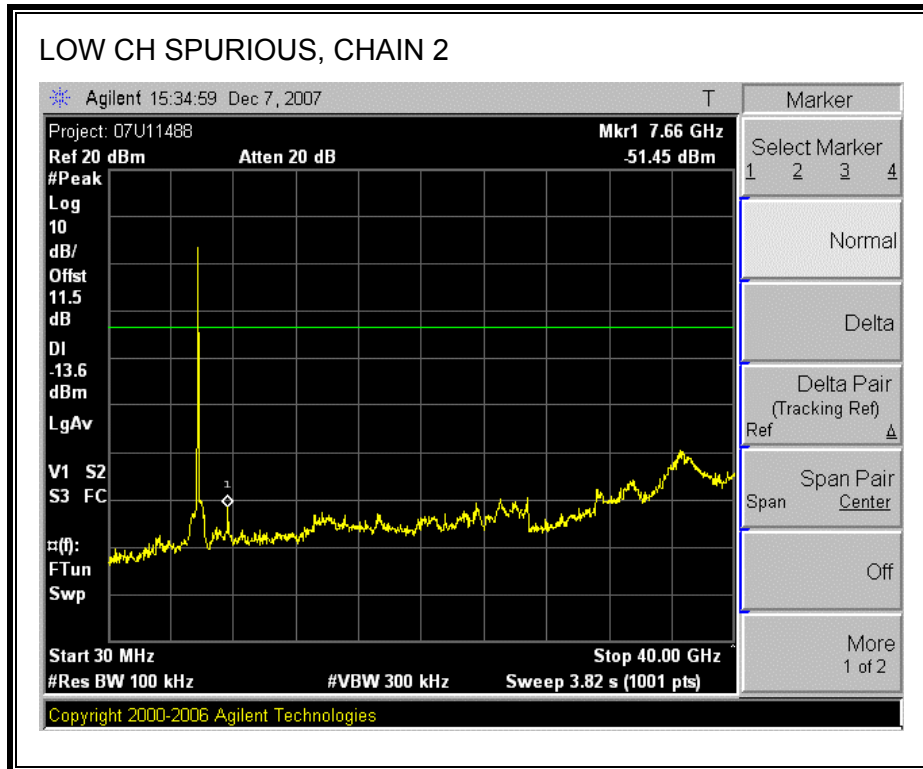 LOW CH SPURIOUS, CHAIN 2
Agilent 15:34:59 Dec 7, 2007 T
Project: 07U11488 Mkr1 7.66 GHz
Ref 20 dBm Atten 20 dB -51.45 dBm
#Peak
Log
10
dB/
Offst
11.5
dB
DI
-13.6
dBm
LgAv
V1 S2
S3 FC
¤(f):
FTun
Swp
1
Start 30 MHz Stop 40.00 GHz ^
#Res BW 100 kHz #VBW 300 kHz Sweep 3.82 s (1001 pts)
Copyright 2000-2006 Agilent Technologies
Marker
Select Marker
1 2 3 4
Normal
Delta
Delta Pair
(Tracking Ref)
Ref Δ
Span Pair
Span Center
Off
More
1 of 2